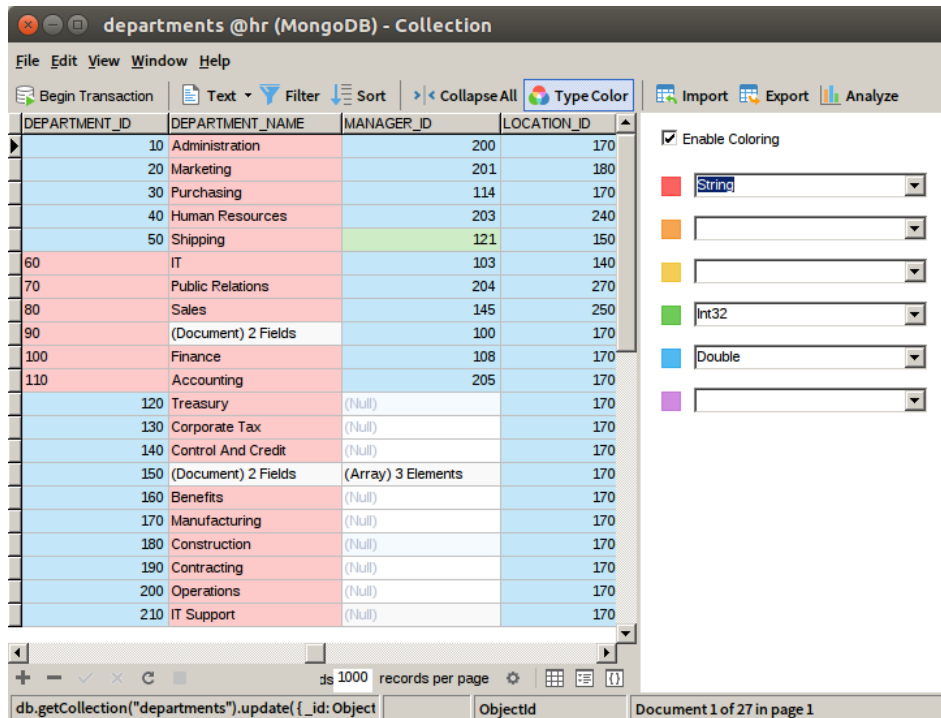 departments @hr (MongoDB) - Collection
File Edit View Window Help
Begin Transaction Text Filter Sort Collapse All Type Color Import Export Analyze
DEPARTMENT_ID DEPARTMENT_NAME MANAGER_ID LOCATION_ID
10 Administration 200 170
20 Marketing 201 180
30 Purchasing 114 170
40 Human Resources 203 240
50 Shipping 121 150
60 IT 103 140
70 Public Relations 204 270
80 Sales 145 250
90 (Document) 2 Fields 100 170
100 Finance 108 170
110 Accounting 205 170
120 Treasury (Null) 170
130 Corporate Tax (Null) 170
140 Control And Credit (Null) 170
150 (Document) 2 Fields (Array) 3 Elements 170
160 Benefits (Null) 170
170 Manufacturing (Null) 170
180 Construction (Null) 170
190 Contracting (Null) 170
200 Operations (Null) 170
210 IT Support (Null) 170
Enable Coloring
String
Int32
Double
ds 1000 records per page
db.getCollection("departments").update({_id: Object ObjectId Document 1 of 27 in page 1